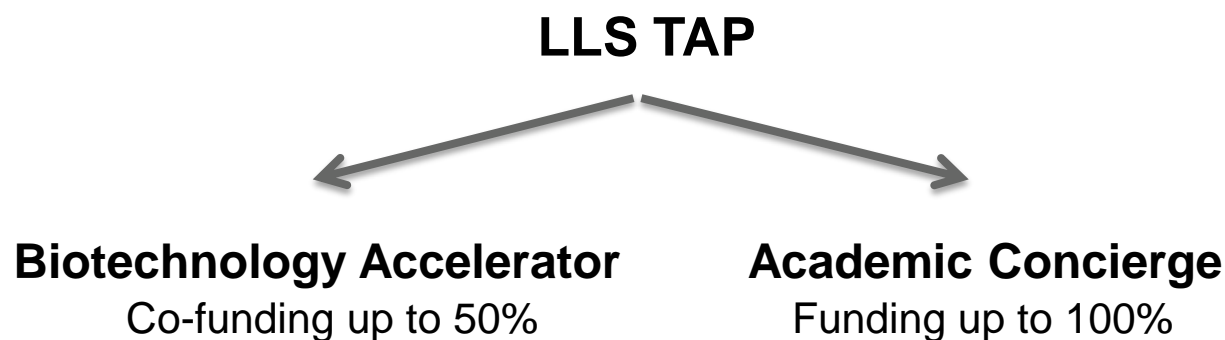 LLS TAP
Biotechnology Accelerator
Co-funding up to 50%
Academic Concierge
Funding up to 100%